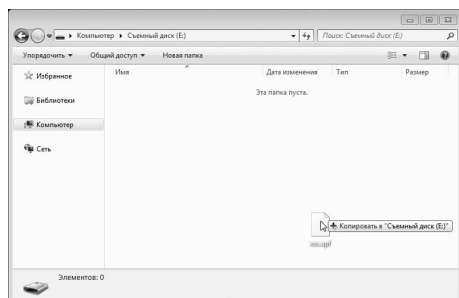 Компьютер ▸ Съемный диск (E:)
Поиск: Съемный диск (E:)
Упорядочить ▾ Общий доступ ▾ Новая папка
Имя Дата изменения Тип Размер
Эта папка пуста.
Избранное
Библиотеки
Компьютер
Сеть
Копировать в "Съемный диск (E:)"
Элементов: 0